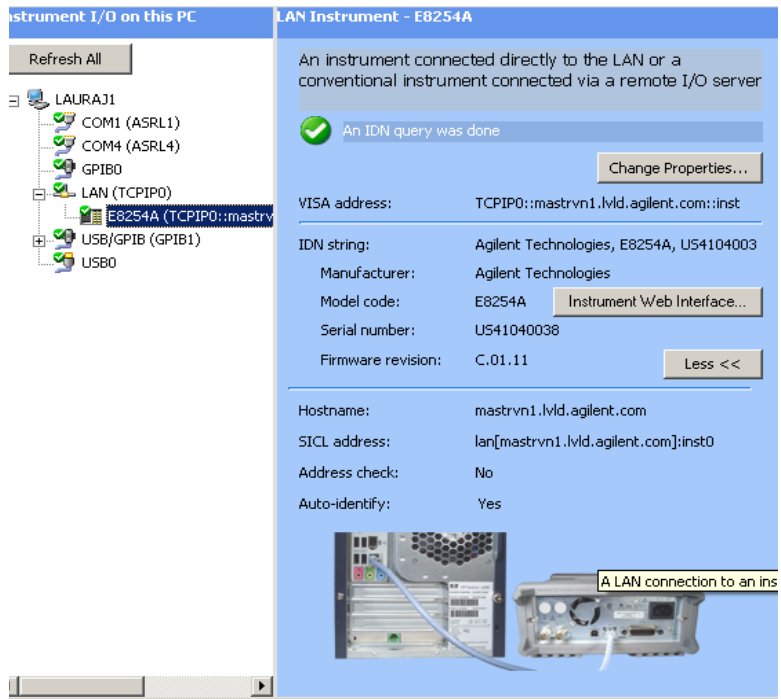 nstrument I/O on this PC
Refresh All
LAURAJ1
COM1 (ASRL1)
COM4 (ASRL4)
GPIB0
LAN (TCPIP0)
E8254A (TCPIP0::mastrv
USB/GPIB (GPIB1)
USB0
LAN Instrument - E8254A
An instrument connected directly to the LAN or a
conventional instrument connected via a remote I/O server
An IDN query was done
Change Properties...
VISA address: TCPIP0::mastrvn1.lvld.agilent.com::inst
IDN string: Agilent Technologies, E8254A, US4104003
Manufacturer: Agilent Technologies
Model code: E8254A Instrument Web Interface...
Serial number: US41040038
Firmware revision: C.01.11 Less <<
Hostname: mastrvn1.lvld.agilent.com
SICL address: lan[mastrvn1.lvld.agilent.com]:inst0
Address check: No
Auto-identify: Yes
A LAN connection to an ins